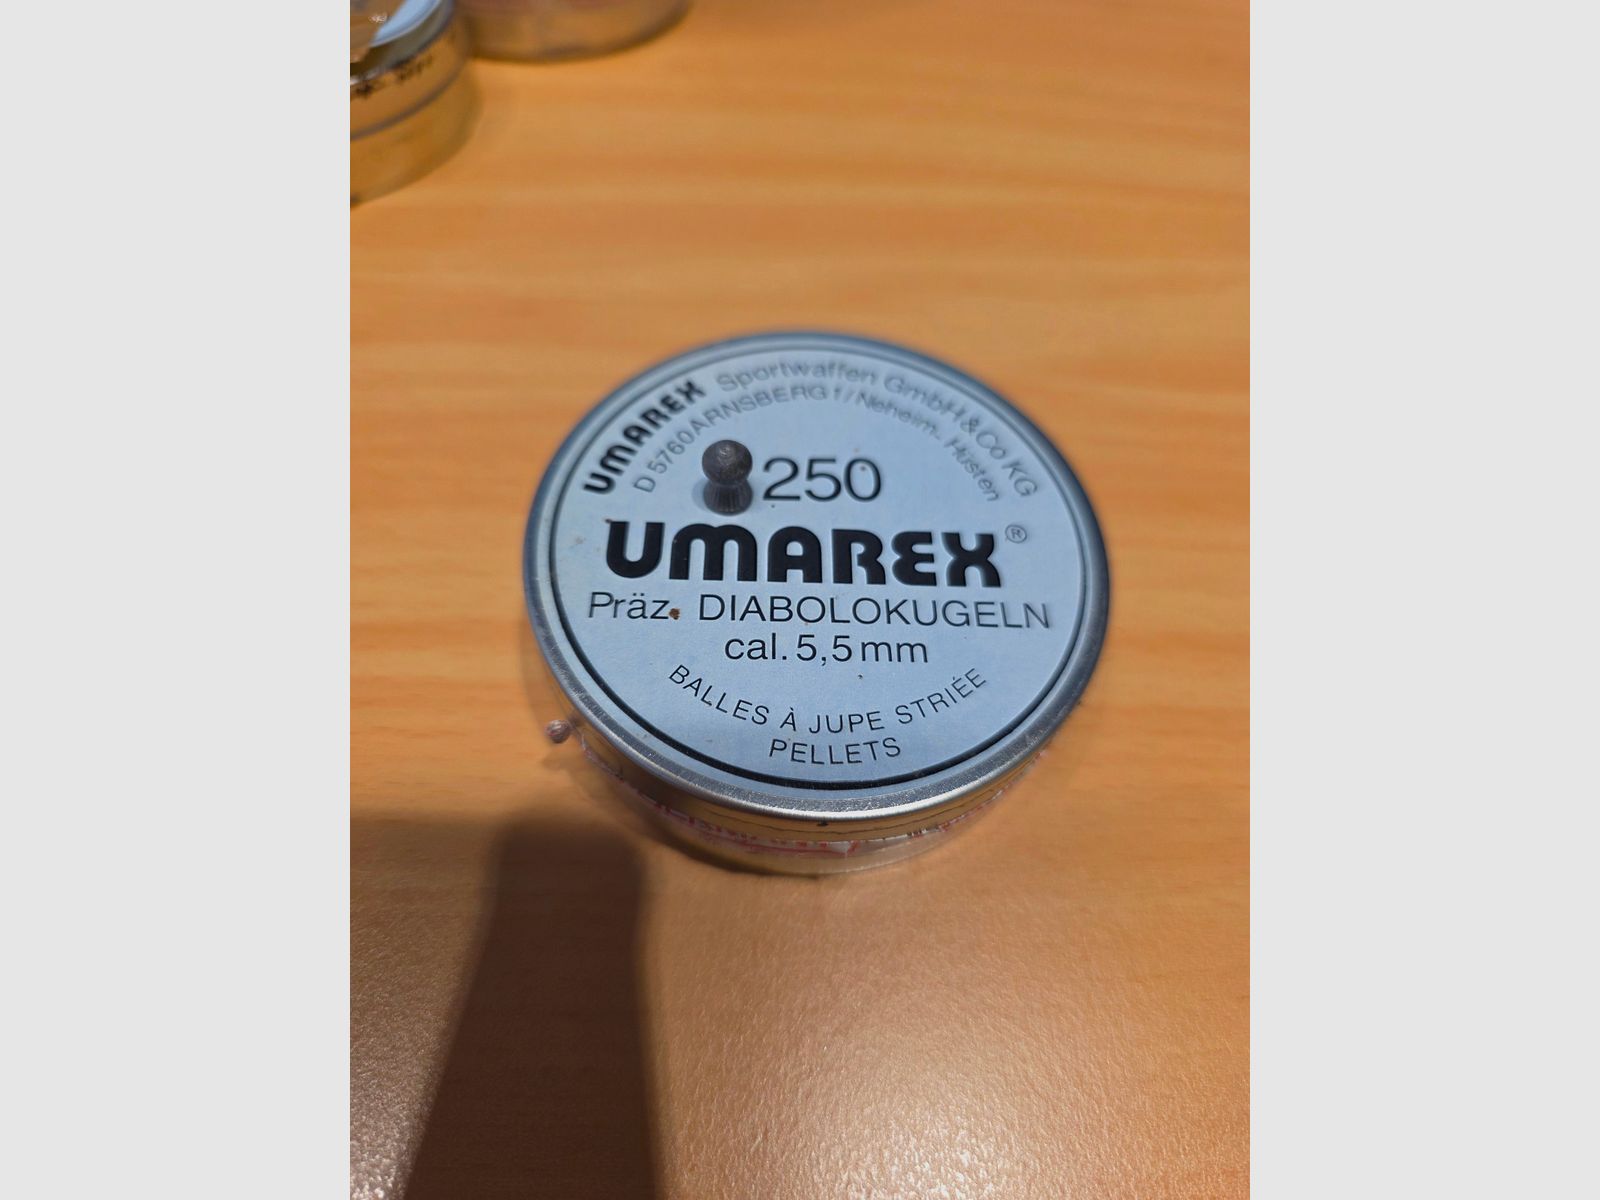 UMAREX Sportwaffen GmbH & Co KG
D 5760 ARNSBERG 1 / Neheim-Hüsten
250
UMAREX®
Präz. DIABOLOKUGELN
cal. 5,5 mm
BALLES À JUPE STRIÉE
PELLETS